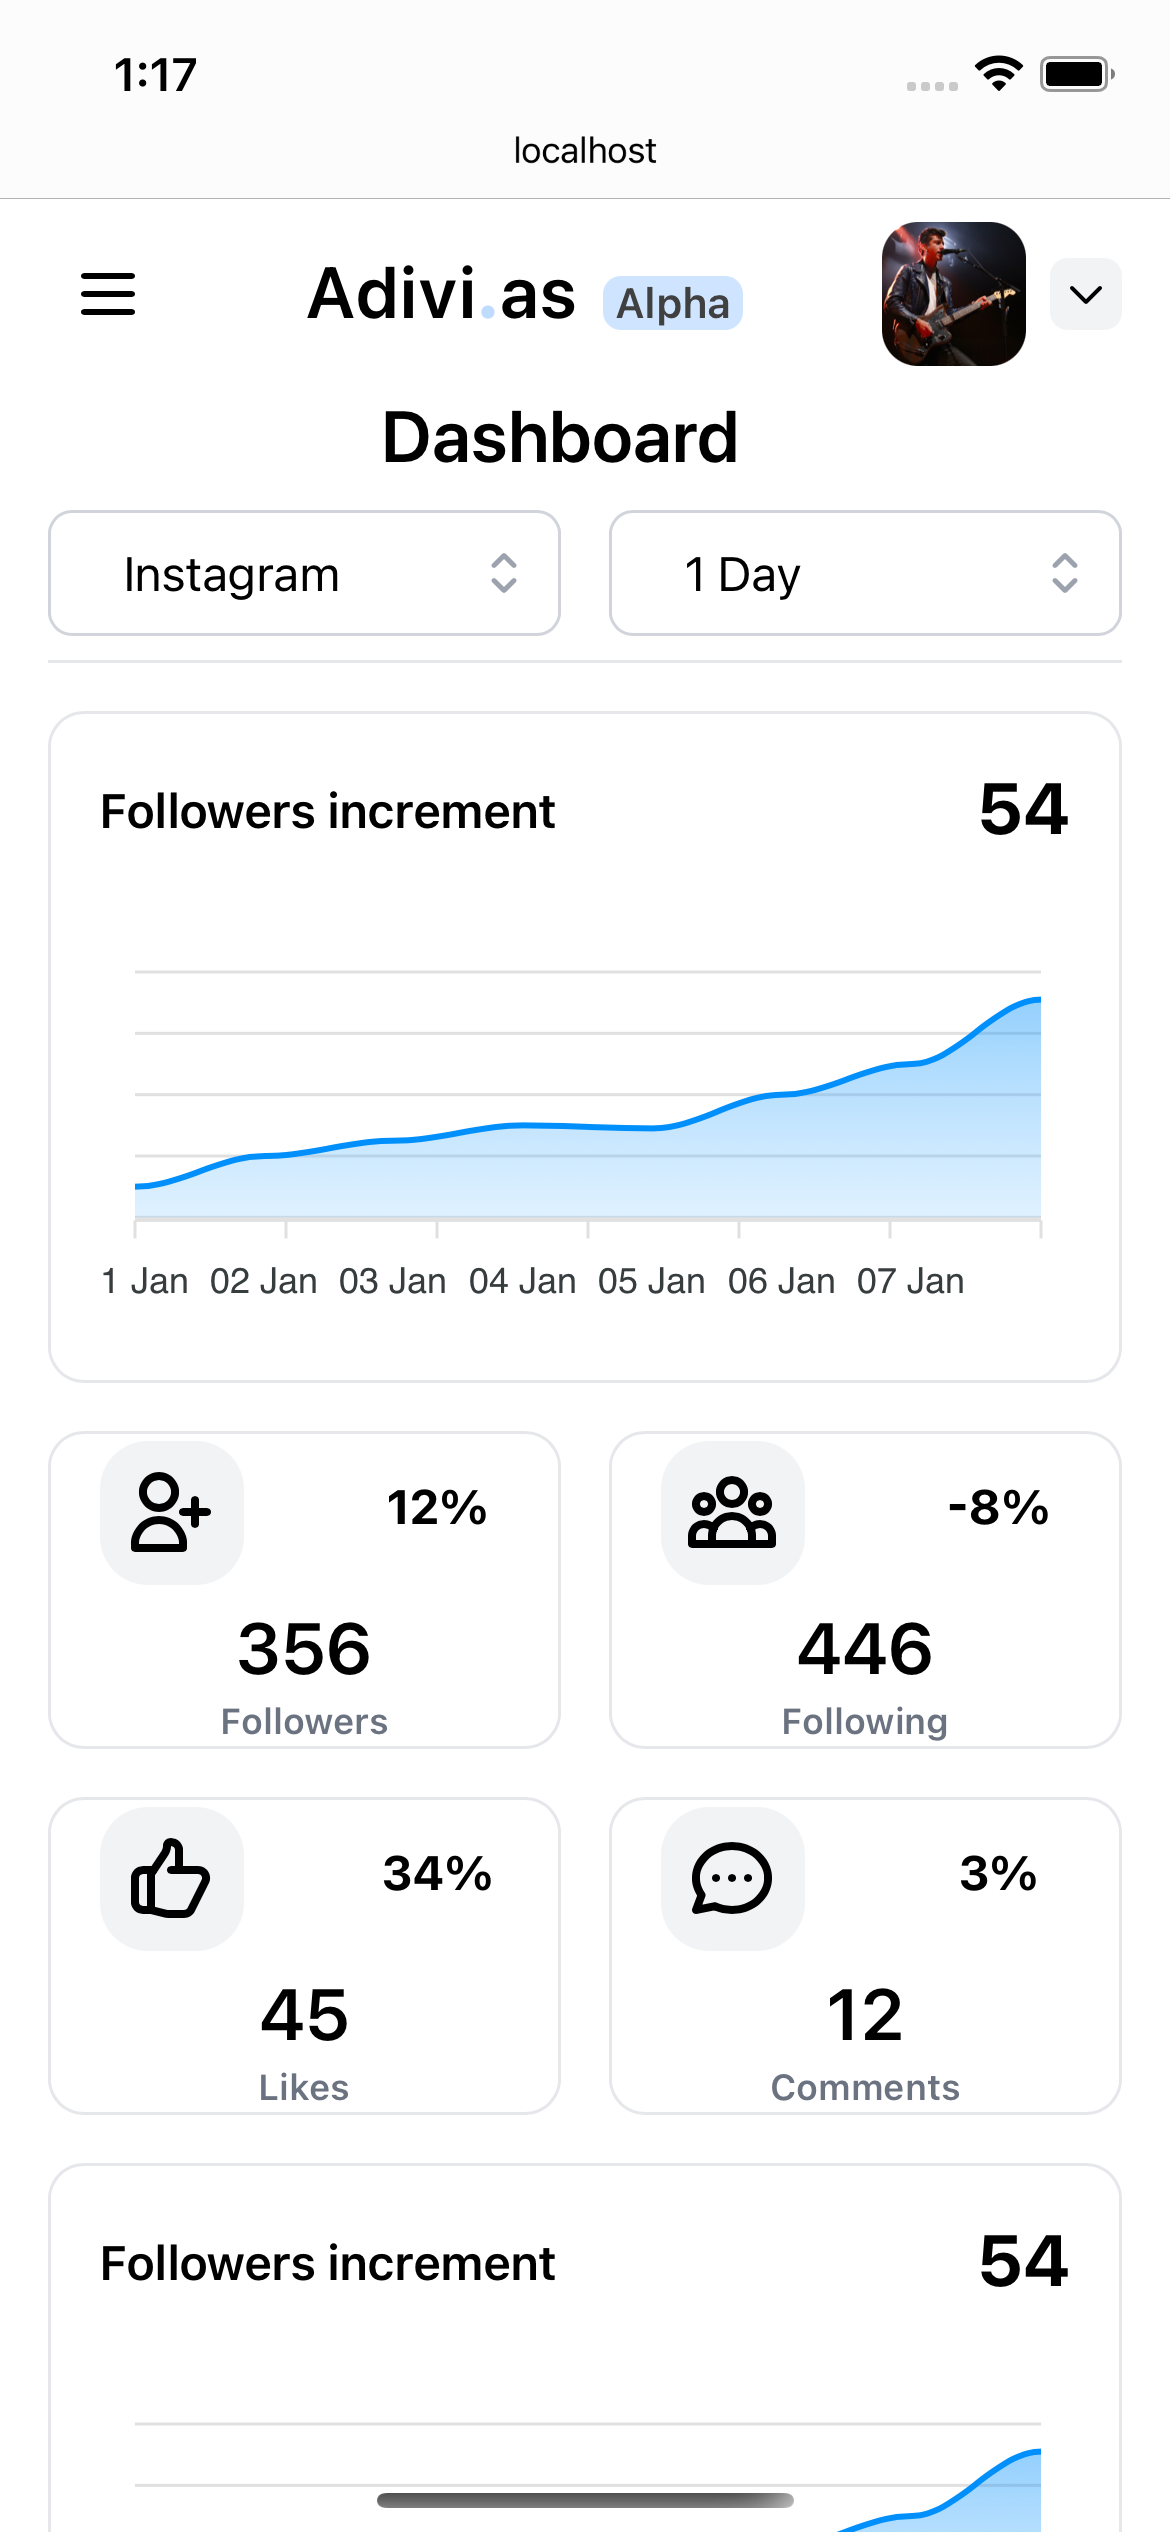 1:17
localhost
Adivi.as Alpha
Dashboard
Instagram 1 Day
Followers increment 54
1 Jan 02 Jan 03 Jan 04 Jan 05 Jan 06 Jan 07 Jan
12% -8%
356 446
Followers Following
34% 3%
45 12
Likes Comments
Followers increment 54